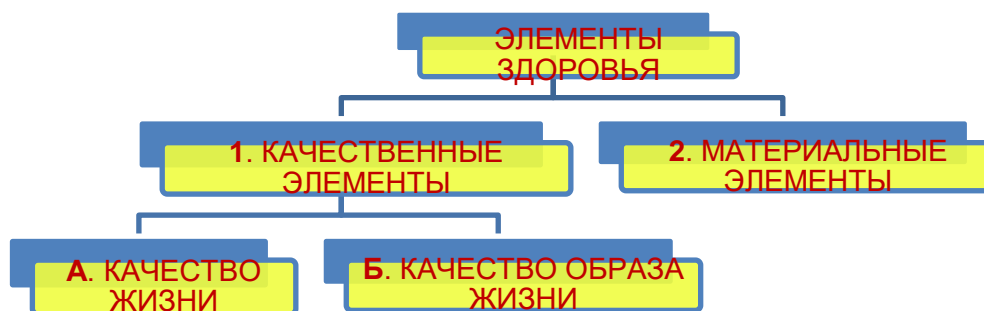 ЭЛЕМЕНТЫ
ЗДОРОВЬЯ
1. КАЧЕСТВЕННЫЕ
ЭЛЕМЕНТЫ
2. МАТЕРИАЛЬНЫЕ
ЭЛЕМЕНТЫ
А. КАЧЕСТВО
ЖИЗНИ
Б. КАЧЕСТВО ОБРАЗА
ЖИЗНИ